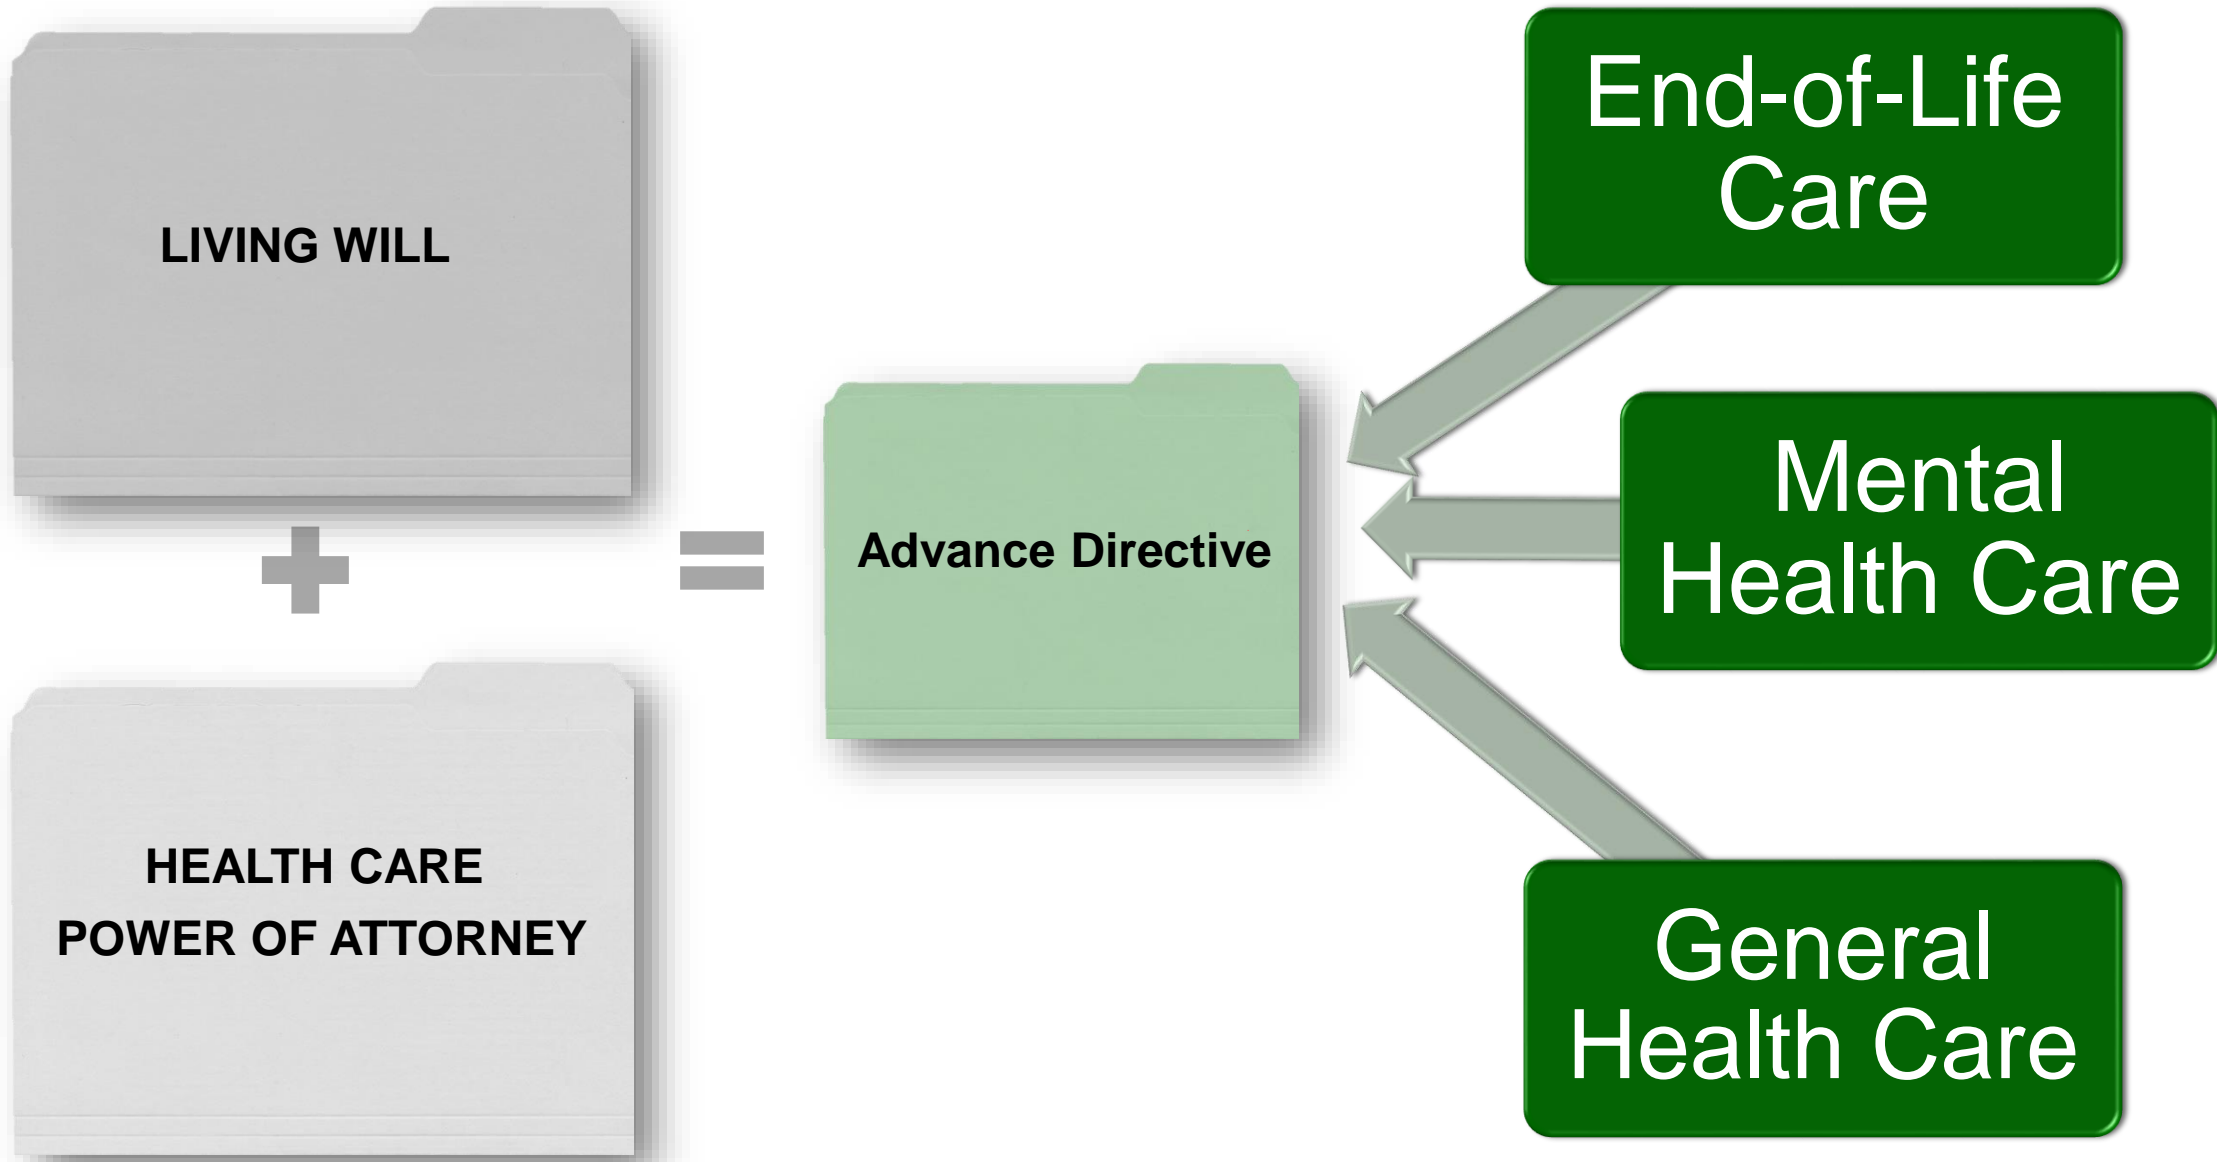 LIVING WILL
HEALTH CARE
POWER OF ATTORNEY
Advance Directive
End-of-Life
Care
Mental
Health Care
General
Health Care